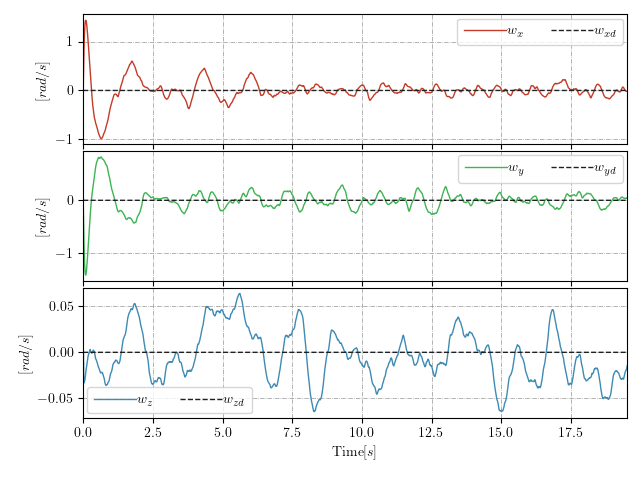 w_x w_xd
1
0
−1
[rad/s]
w_y w_yd
0
−1
[rad/s]
0.05
0.00
−0.05
[rad/s]
w_z w_zd
0.0 2.5 5.0 7.5 10.0 12.5 15.0 17.5
Time[s]